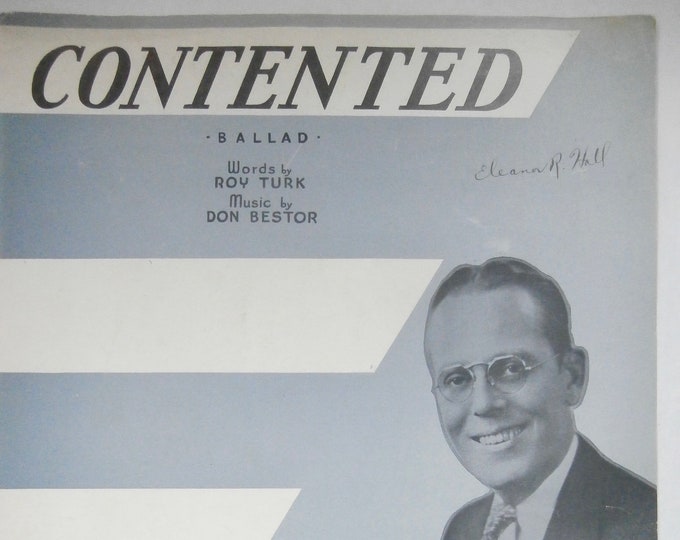 CONTENTED
· BALLAD ·
Words by
ROY TURK
Music by
DON BESTOR
Eleanor R. Hall